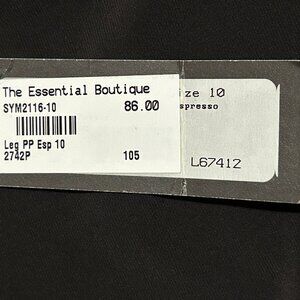 The Essential Boutique
SYM2116-10 86.00
Leg PP Esp 10
2742P 105
ize 10
spresso
L67412